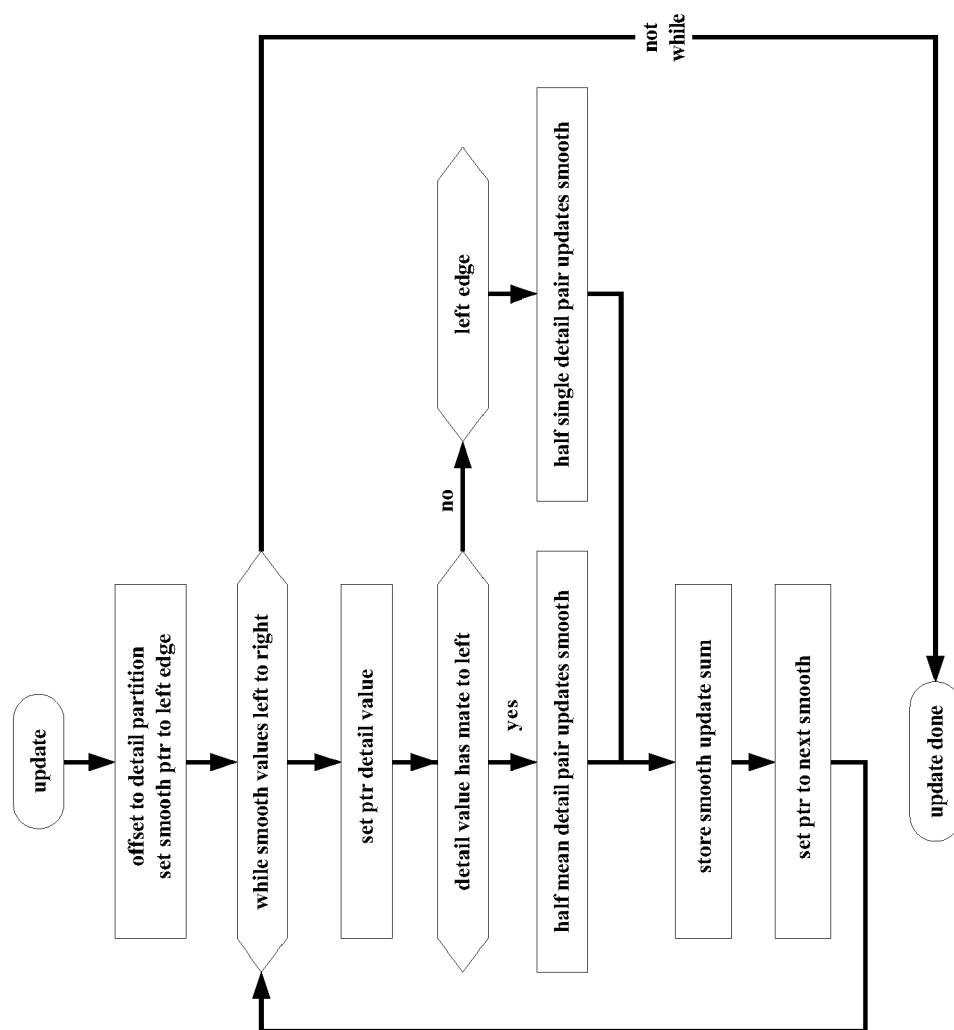 update
offset to detail partition
set smooth ptr to left edge
while smooth values left to right
not
while
set ptr detail value
detail value has mate to left
no
left edge
yes
half mean detail pair updates smooth
half single detail pair updates smooth
store smooth update sum
set ptr to next smooth
update done